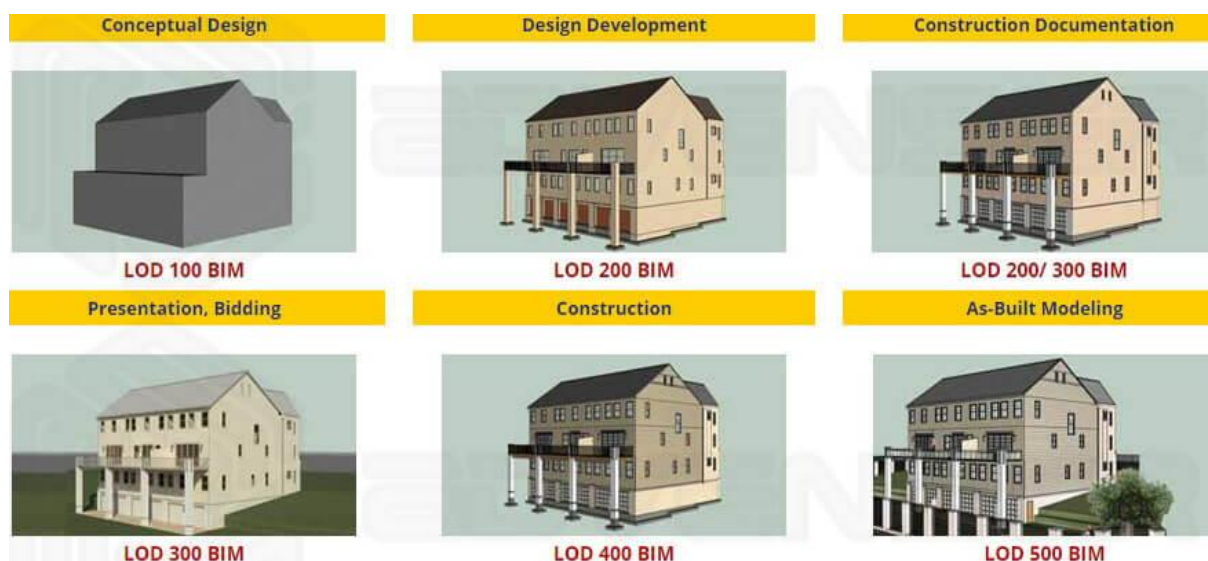 Conceptual Design
Design Development
Construction Documentation
LOD 100 BIM
LOD 200 BIM
LOD 200/ 300 BIM
Presentation, Bidding
Construction
As-Built Modeling
LOD 300 BIM
LOD 400 BIM
LOD 500 BIM